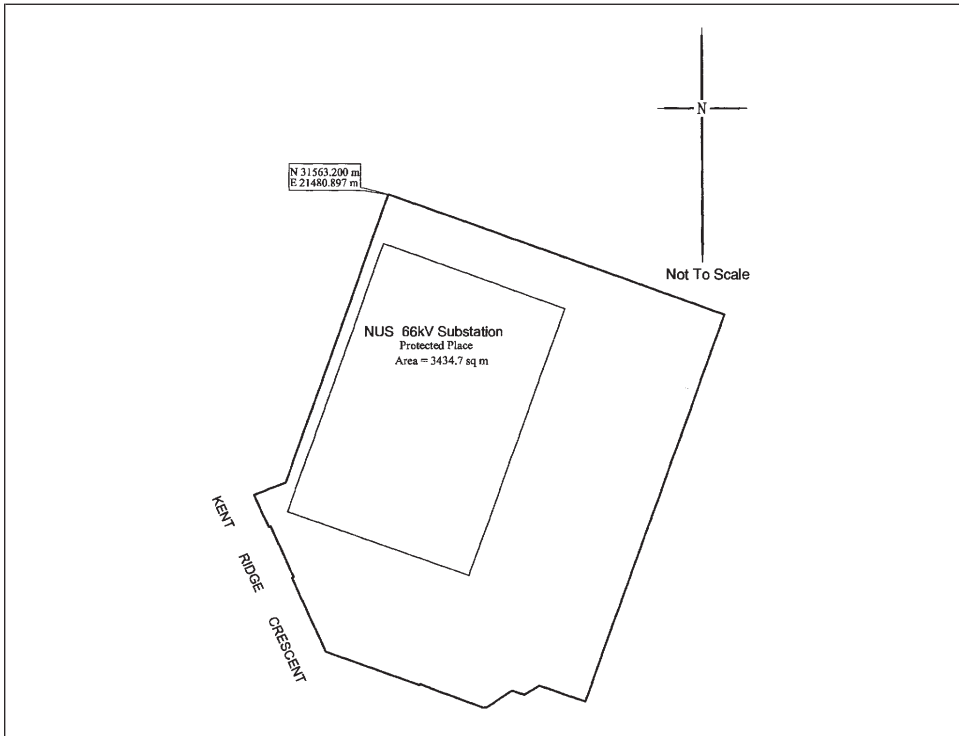 N
N 31563.200 m
E 21480.897 m
Not To Scale
NUS 66kV Substation
Protected Place
Area = 3434.7 sq m
KENT RIDGE CRESCENT